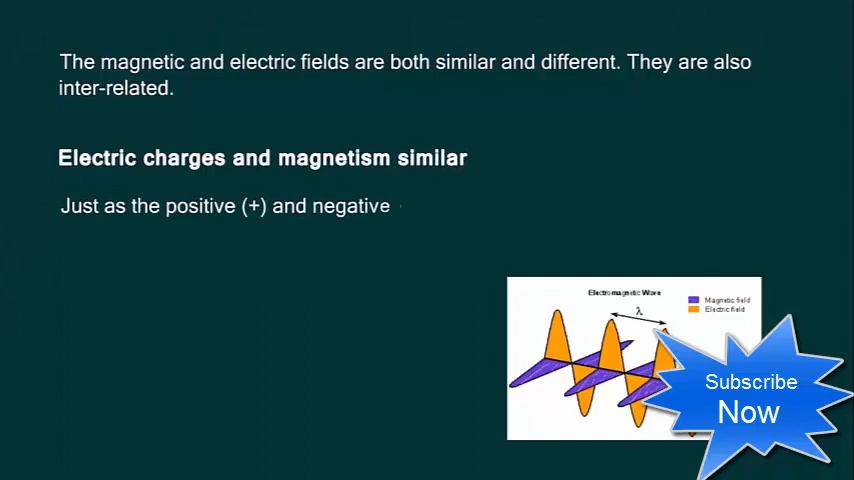 The magnetic and electric fields are both similar and different. They are also
inter-related.
Electric charges and magnetism similar
Just as the positive (+) and negative
Electromagnetic Wave
Magnetic field
Electric field
λ
Subscribe
Now